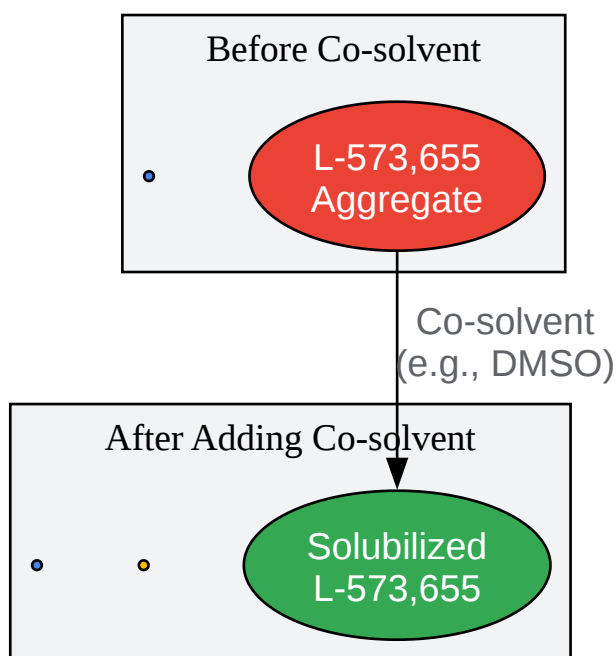 Before Co-solvent
L-573,655
Aggregate
Co-solvent
(e.g., DMSO)
After Adding Co-solvent
Solubilized
L-573,655